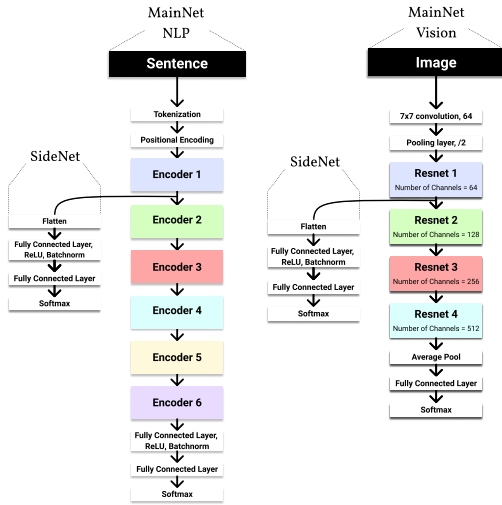 MainNet
NLP
Sentence
Tokenization
Positional Encoding
Encoder 1
SideNet
Flatten
Fully Connected Layer,
ReLU, Batchnorm
Fully Connected Layer
Softmax
Encoder 2
Encoder 3
Encoder 4
Encoder 5
Encoder 6
Fully Connected Layer,
ReLU, Batchnorm
Fully Connected Layer
Softmax
MainNet
Vision
Image
7x7 convolution, 64
Pooling layer, /2
Resnet 1
Number of Channels = 64
SideNet
Flatten
Fully Connected Layer,
ReLU, Batchnorm
Fully Connected Layer
Softmax
Resnet 2
Number of Channels = 128
Resnet 3
Number of Channels = 256
Resnet 4
Number of Channels = 512
Average Pool
Fully Connected Layer
Softmax